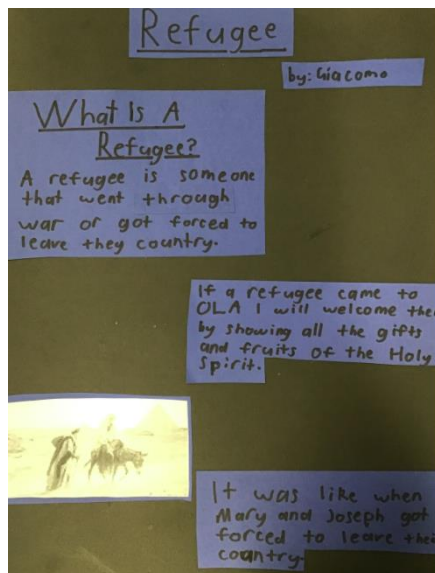 Refugee
by: Giacomo
What Is A
Refugee?
A refugee is someone
that went through
war or got forced to
leave they country.
If a refugee came to
OLA I will welcome the
by showing all the gifts
and fruits of the Holy
Spirit.
It was like when
Mary and Joseph got
forced to leave thei
country.